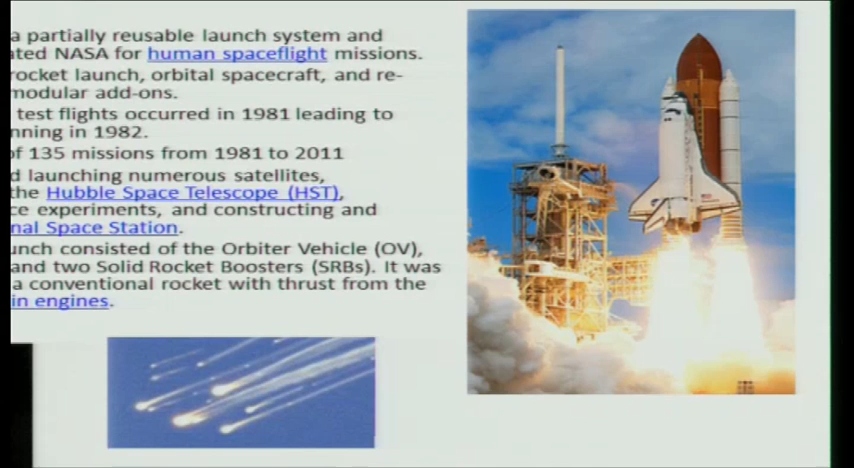 a partially reusable launch system and
ated NASA for human spaceflight missions.
rocket launch, orbital spacecraft, and re-
modular add-ons.
test flights occurred in 1981 leading to
nning in 1982.
of 135 missions from 1981 to 2011
d launching numerous satellites,
the Hubble Space Telescope (HST),
ce experiments, and constructing and
nal Space Station.
unch consisted of the Orbiter Vehicle (OV),
and two Solid Rocket Boosters (SRBs). It was
a conventional rocket with thrust from the
in engines.